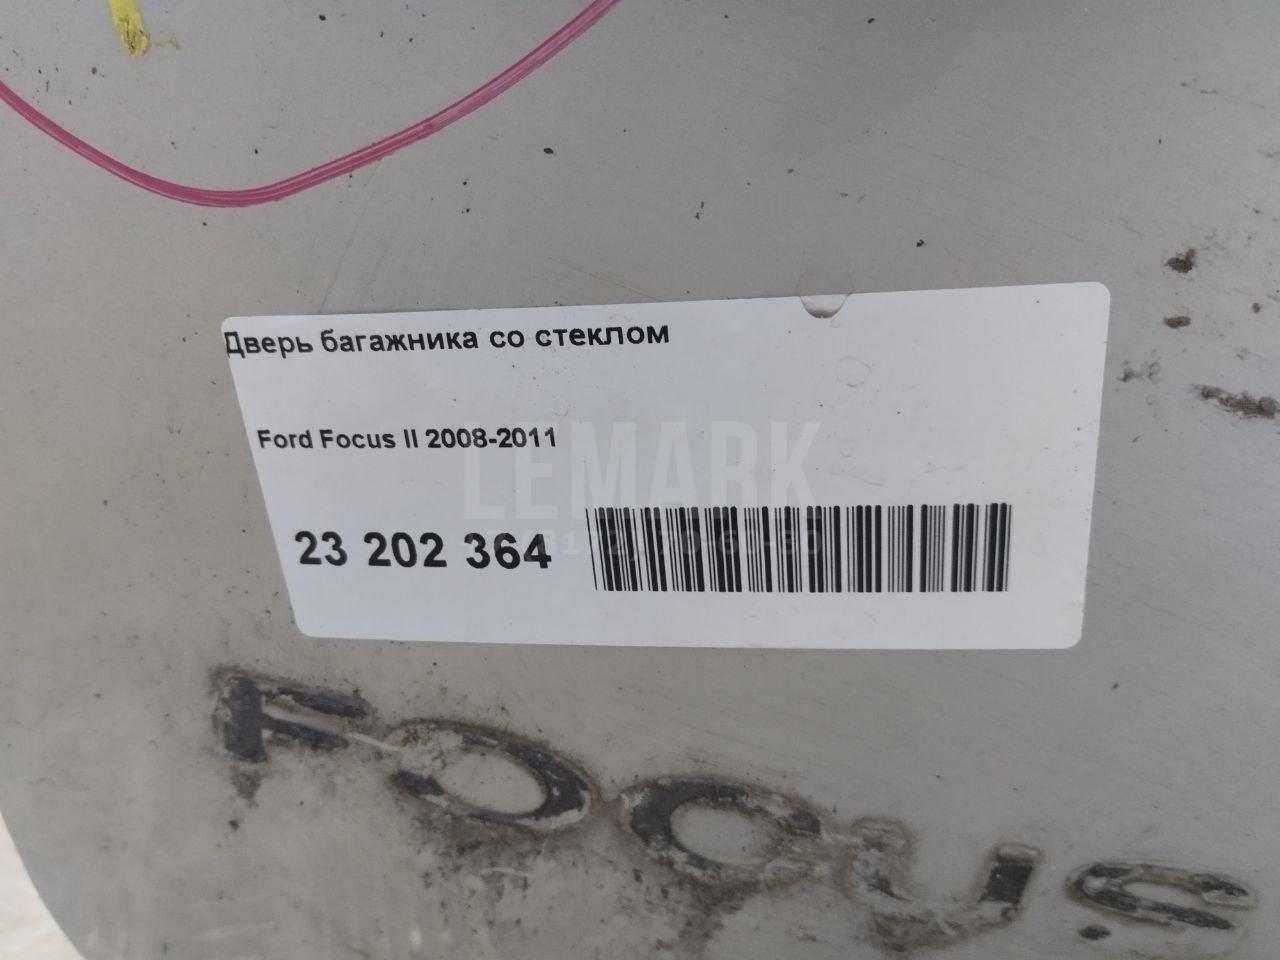 Дверь багажника со стеклом
Ford Focus II 2008-2011
LEMARK
23 202 364
FOCUS